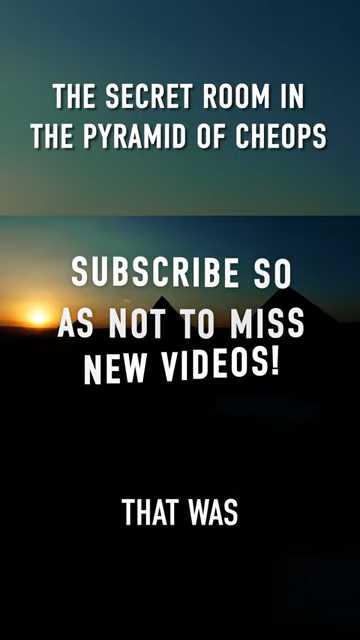 THE SECRET ROOM IN
THE PYRAMID OF CHEOPS
SUBSCRIBE SO
AS NOT TO MISS
NEW VIDEOS!
THAT WAS